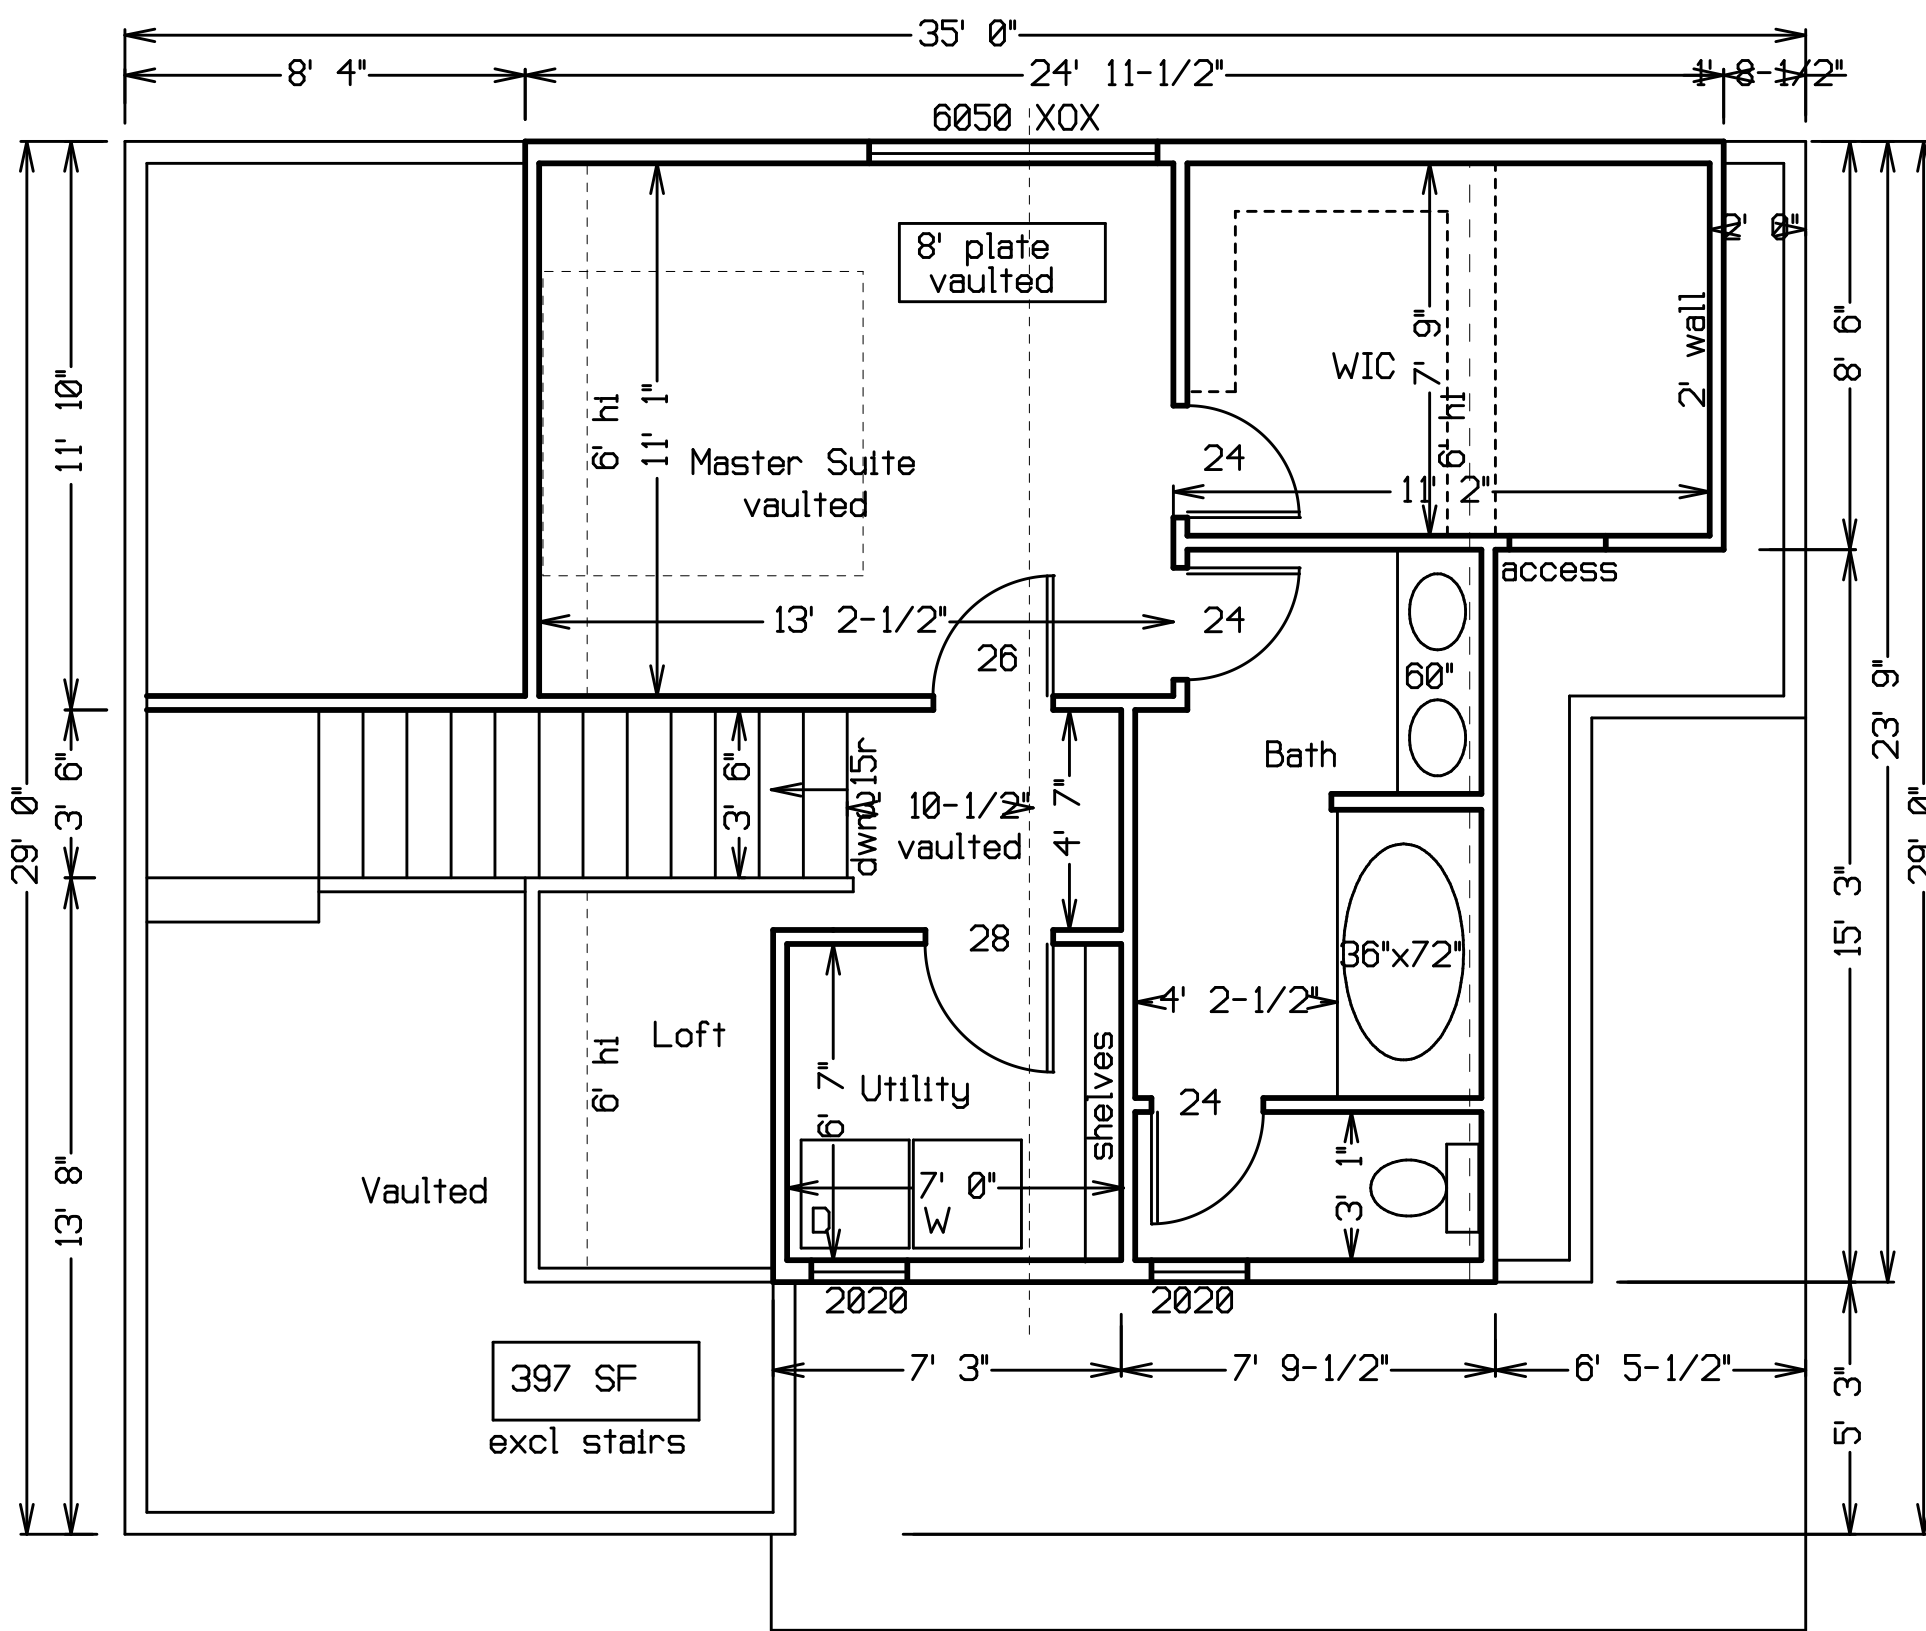 35' 0"
8' 4"
24' 11-1/2"
1' 8-1/2"
6050 XOX
8' plate
vaulted
2' 0"
2' wall
7' 9"
WIC
6' hi
11' 2"
24
11' 10"
6' hi
11' 1"
Master Suite
vaulted
8' 6"
access
13' 2-1/2"
24
26
60"
23' 9"
29' 0"
3' 6"
3' 6"
dwn 15r
10-1/2"
vaulted
4' 7"
Bath
29' 0"
15' 3"
28
36"x72"
4' 2-1/2"
Loft
6' hi
6' 7"
Utility
shelves
24
13' 8"
Vaulted
7' 0"
D
W
3' 1"
2020
2020
397 SF
excl stairs
7' 3"
7' 9-1/2"
6' 5-1/2"
5' 3"